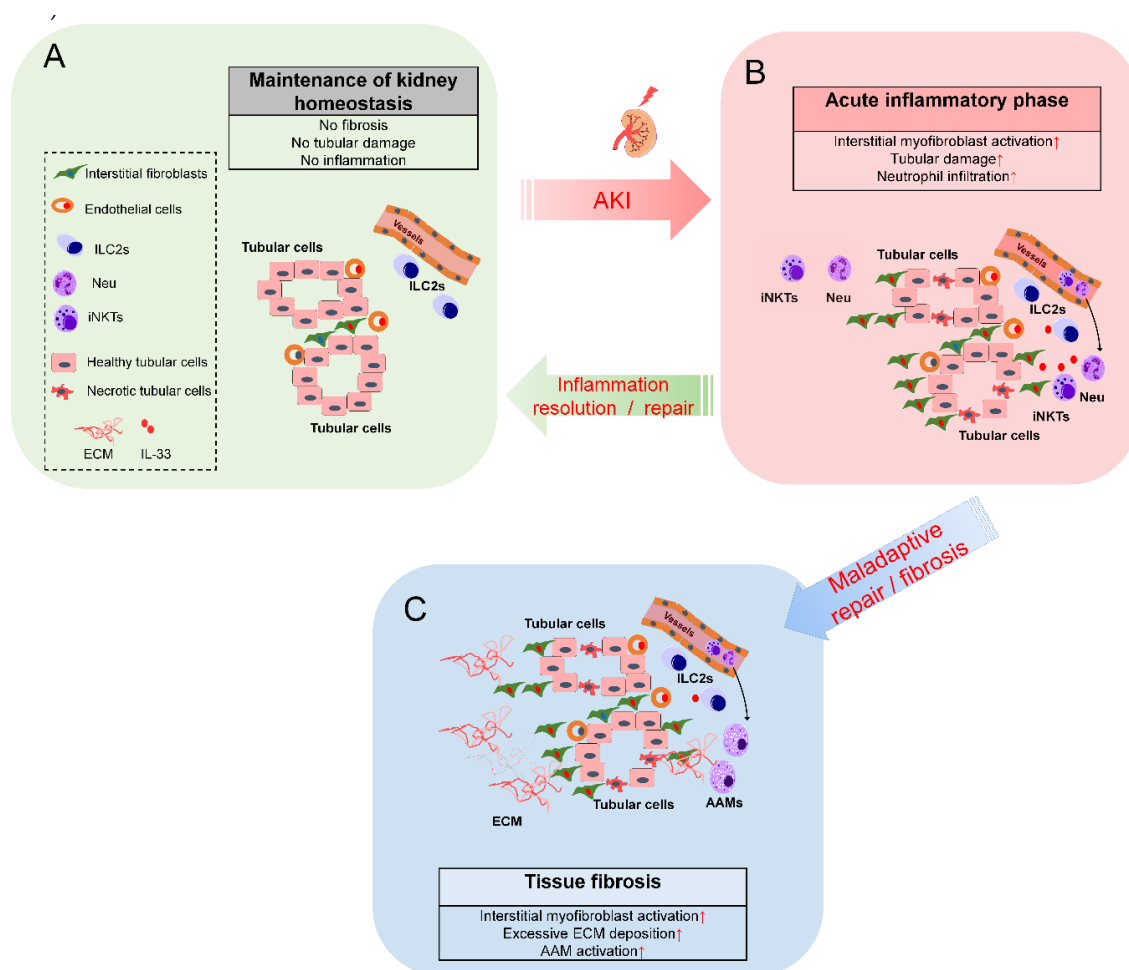 A
Maintenance of kidney
homeostasis
No fibrosis
No tubular damage
No inflammation
Interstitial fibroblasts
Endothelial cells
ILC2s
Neu
iNKTs
Healthy tubular cells
Necrotic tubular cells
ECM
IL-33
Vessels
Tubular cells
ILC2s
Tubular cells
AKI
Inflammation
resolution / repair
B
Acute inflammatory phase
Interstitial myofibroblast activation↑
Tubular damage↑
Neutrophil infiltration↑
Tubular cells
Vessels
iNKTs
Neu
ILC2s
Neu
iNKTs
Tubular cells
Maladaptive
repair / fibrosis
C
Tubular cells
Vessels
ILC2s
Tubular cells
AAMs
ECM
Tissue fibrosis
Interstitial myofibroblast activation↑
Excessive ECM deposition↑
AAM activation↑